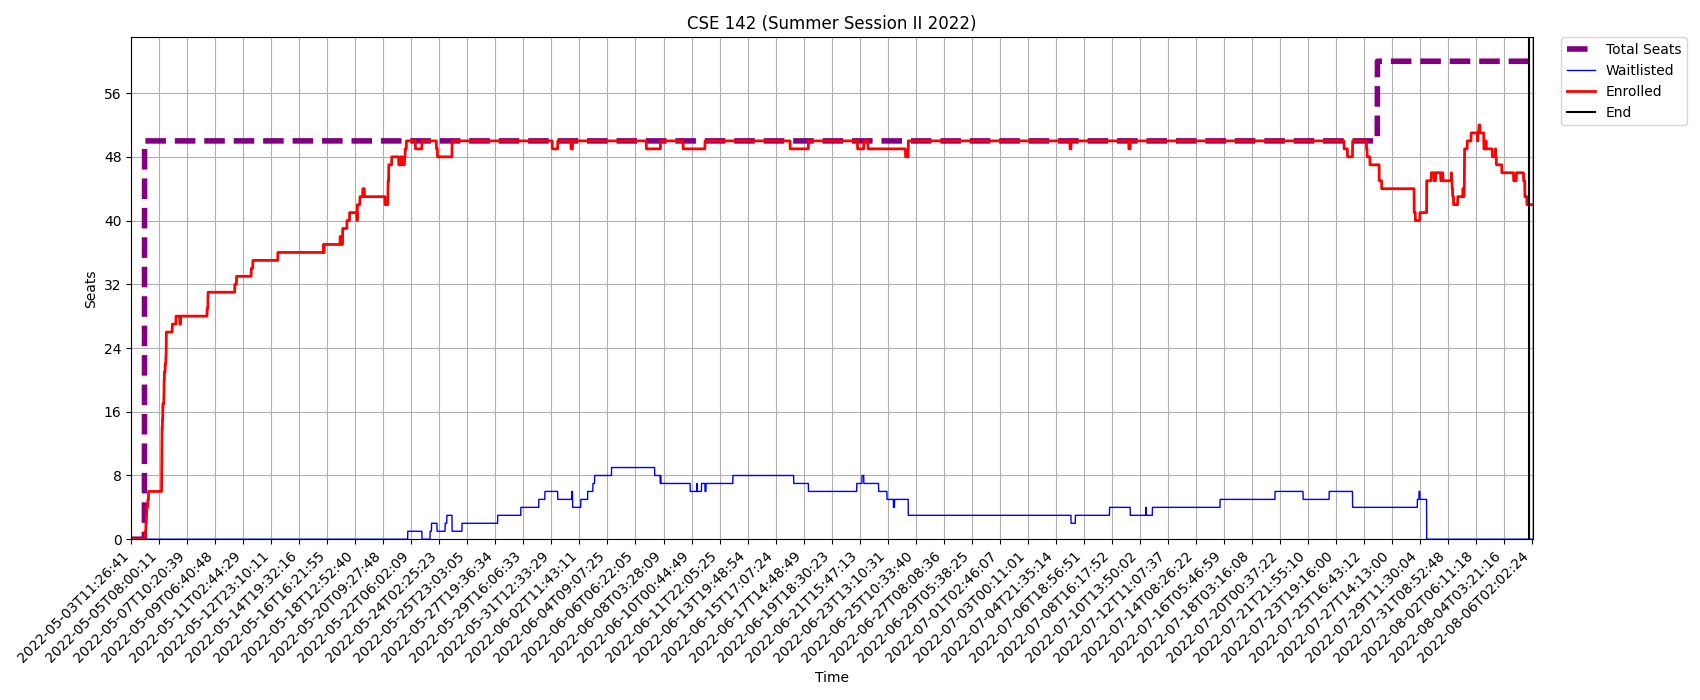 CSE 142 (Summer Session II 2022)
Total Seats
Waitlisted
Enrolled
End
Seats
56
48
40
32
24
16
8
0
2022-05-03T11:26:41
2022-05-05T08:00:11
2022-05-07T10:20:39
2022-05-09T06:40:48
2022-05-11T02:44:29
2022-05-12T23:10:11
2022-05-14T19:32:16
2022-05-16T16:21:55
2022-05-18T12:52:40
2022-05-20T09:27:48
2022-05-22T06:02:09
2022-05-24T02:25:23
2022-05-25T23:03:05
2022-05-27T19:36:34
2022-05-29T16:06:33
2022-05-31T12:33:29
2022-06-02T11:43:11
2022-06-04T09:07:25
2022-06-06T06:22:05
2022-06-08T03:28:09
2022-06-10T00:44:49
2022-06-11T22:05:25
2022-06-13T19:48:54
2022-06-15T17:07:24
2022-06-17T14:48:49
2022-06-19T18:30:23
2022-06-21T15:47:13
2022-06-23T13:10:31
2022-06-25T10:33:40
2022-06-27T08:08:36
2022-06-29T05:38:25
2022-07-01T02:46:07
2022-07-03T00:11:01
2022-07-04T21:35:14
2022-07-06T18:56:51
2022-07-08T16:17:52
2022-07-10T13:50:02
2022-07-12T11:07:37
2022-07-14T08:26:22
2022-07-16T05:46:59
2022-07-18T03:16:08
2022-07-20T00:37:22
2022-07-21T21:55:10
2022-07-23T19:16:00
2022-07-25T16:43:12
2022-07-27T14:13:00
2022-07-29T11:30:04
2022-07-31T08:52:48
2022-08-02T06:11:18
2022-08-04T03:21:16
2022-08-06T02:02:24
Time